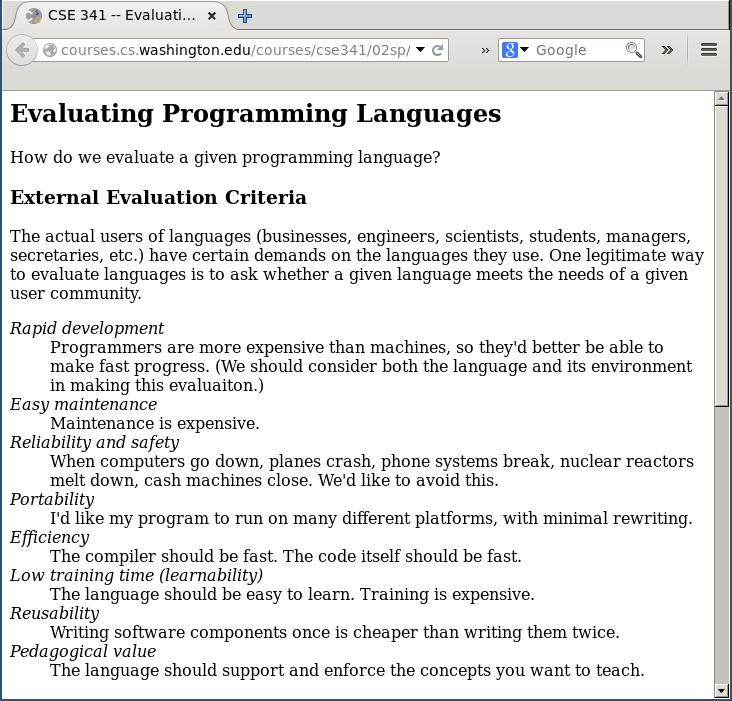 CSE 341 -- Evaluati...
courses.cs.washington.edu/courses/cse341/02sp/
Google
Evaluating Programming Languages
How do we evaluate a given programming language?
External Evaluation Criteria
The actual users of languages (businesses, engineers, scientists, students, managers,
secretaries, etc.) have certain demands on the languages they use. One legitimate way
to evaluate languages is to ask whether a given language meets the needs of a given
user community.
Rapid development
Programmers are more expensive than machines, so they'd better be able to
make fast progress. (We should consider both the language and its environment
in making this evaluaiton.)
Easy maintenance
Maintenance is expensive.
Reliability and safety
When computers go down, planes crash, phone systems break, nuclear reactors
melt down, cash machines close. We'd like to avoid this.
Portability
I'd like my program to run on many different platforms, with minimal rewriting.
Efficiency
The compiler should be fast. The code itself should be fast.
Low training time (learnability)
The language should be easy to learn. Training is expensive.
Reusability
Writing software components once is cheaper than writing them twice.
Pedagogical value
The language should support and enforce the concepts you want to teach.